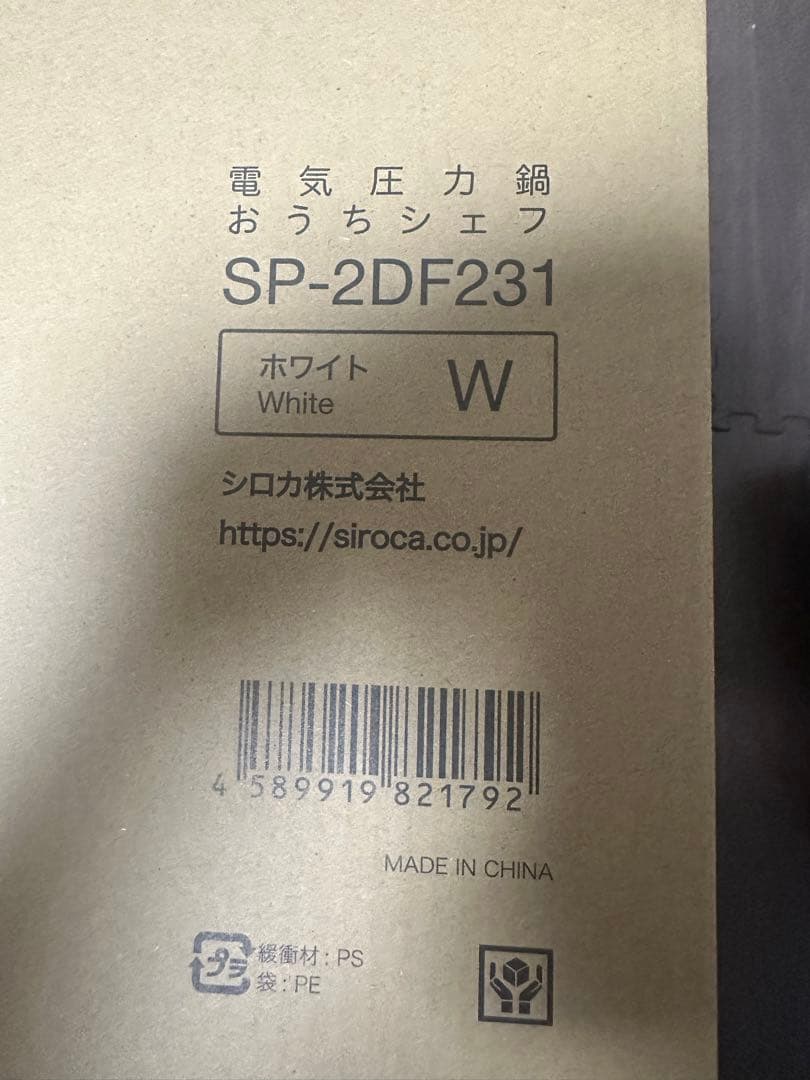 電気圧力鍋
おうちシェフ
SP-2DF231
ホワイト
White
W
シロカ株式会社
https://siroca.co.jp/
4 589919 821792
MADE IN CHINA
プラ
緩衝材 : PS
袋 : PE